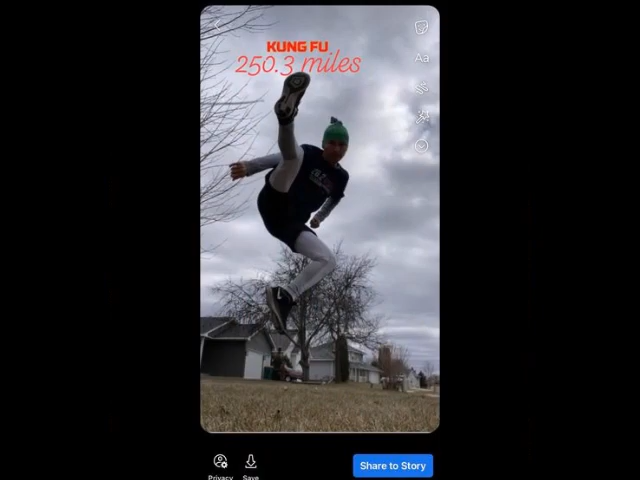 KUNG FU
250.3 miles
Aa
Privacy Save
Share to Story